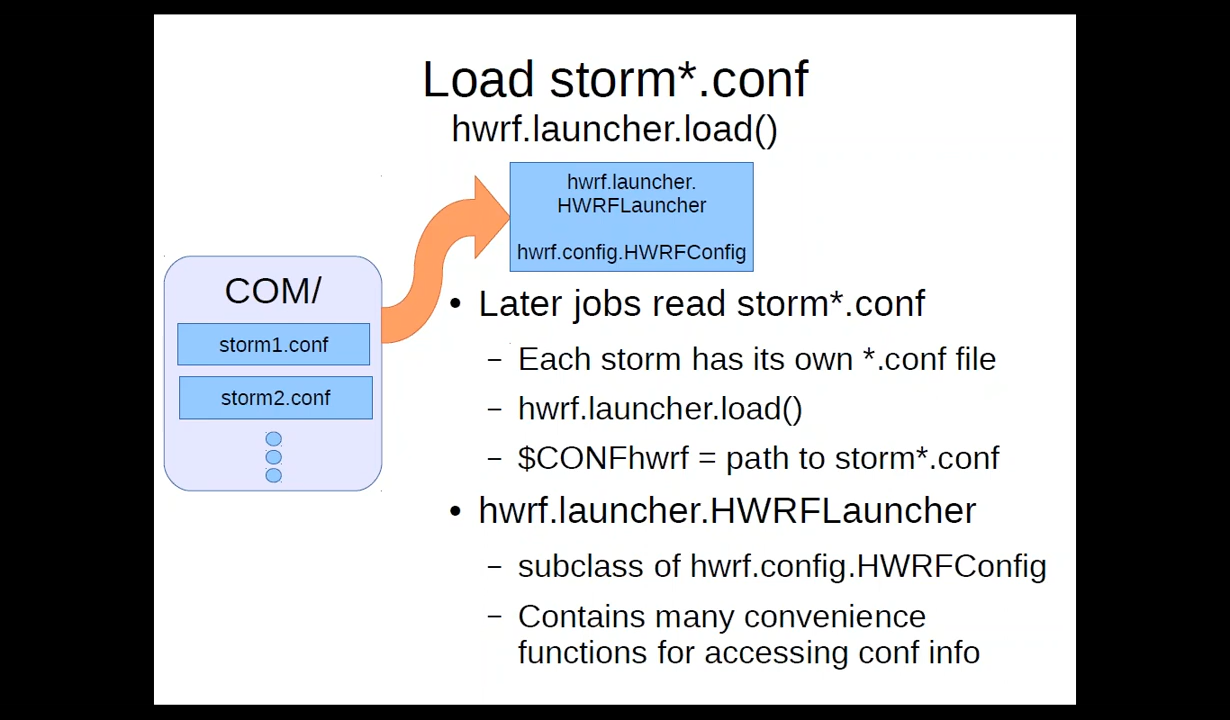 Load storm*.conf
hwrf.launcher.load()
hwrf.launcher.
HWRFLauncher
hwrf.config.HWRFConfig
COM/
storm1.conf
storm2.conf
• Later jobs read storm*.conf
– Each storm has its own *.conf file
– hwrf.launcher.load()
– $CONFhwrf = path to storm*.conf
• hwrf.launcher.HWRFLauncher
– subclass of hwrf.config.HWRFConfig
– Contains many convenience
functions for accessing conf info